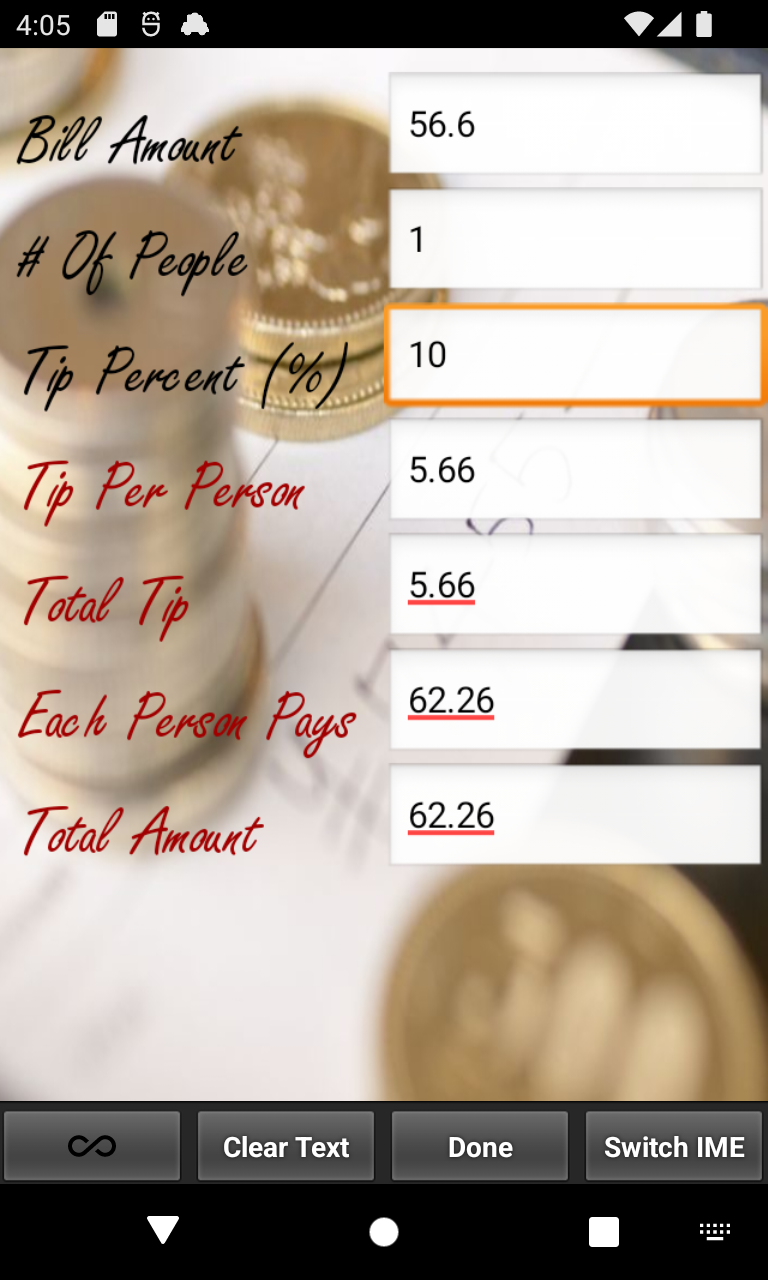 4:05
Bill Amount 56.6
# Of People 1
Tip Percent (%) 10
Tip Per Person 5.66
Total Tip 5.66
Each Person Pays 62.26
Total Amount 62.26
Clear Text Done Switch IME